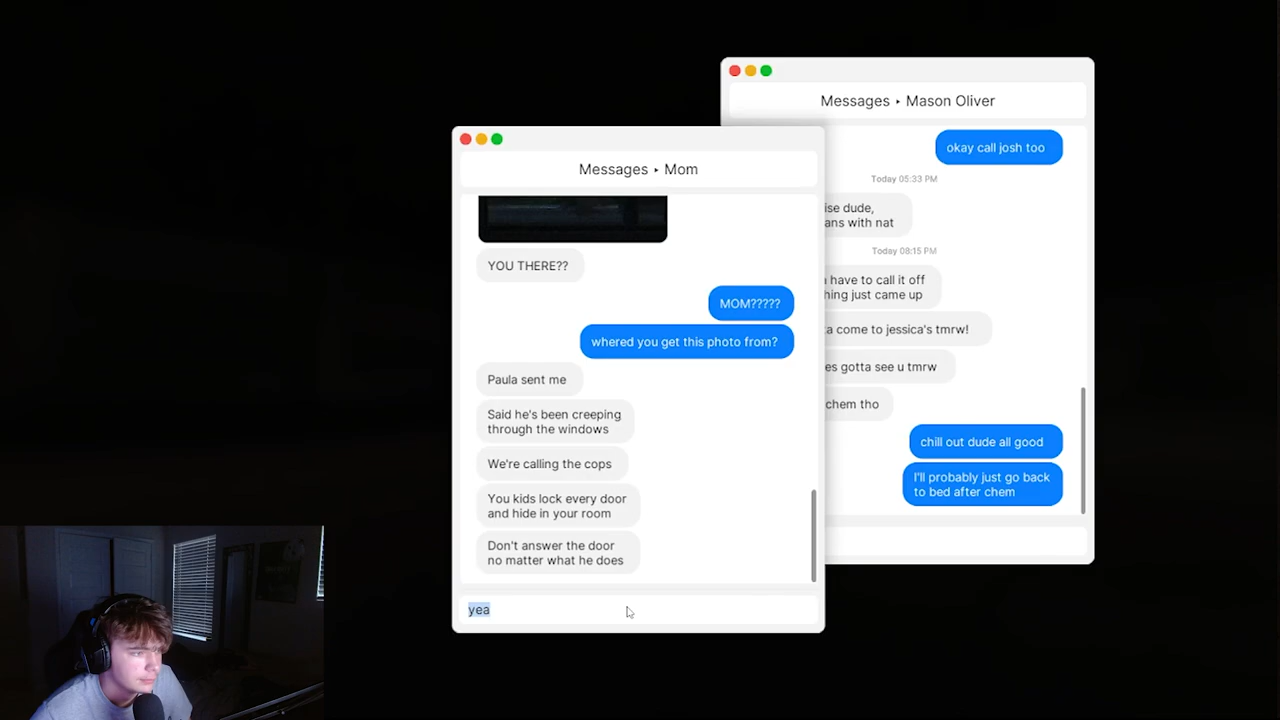 Messages ‣ Mason Oliver
okay call josh too
Today 05:33 PM
dude,
with nat
Today 08:15 PM
have to call it off
just came up
come to jessica's tmrw!
gotta see u tmrw
chem tho
chill out dude all good
I'll probably just go back
to bed after chem
Messages ‣ Mom
YOU THERE??
MOM?????
whered you get this photo from?
Paula sent me
Said he's been creeping
through the windows
We're calling the cops
You kids lock every door
and hide in your room
Don't answer the door
no matter what he does
yea